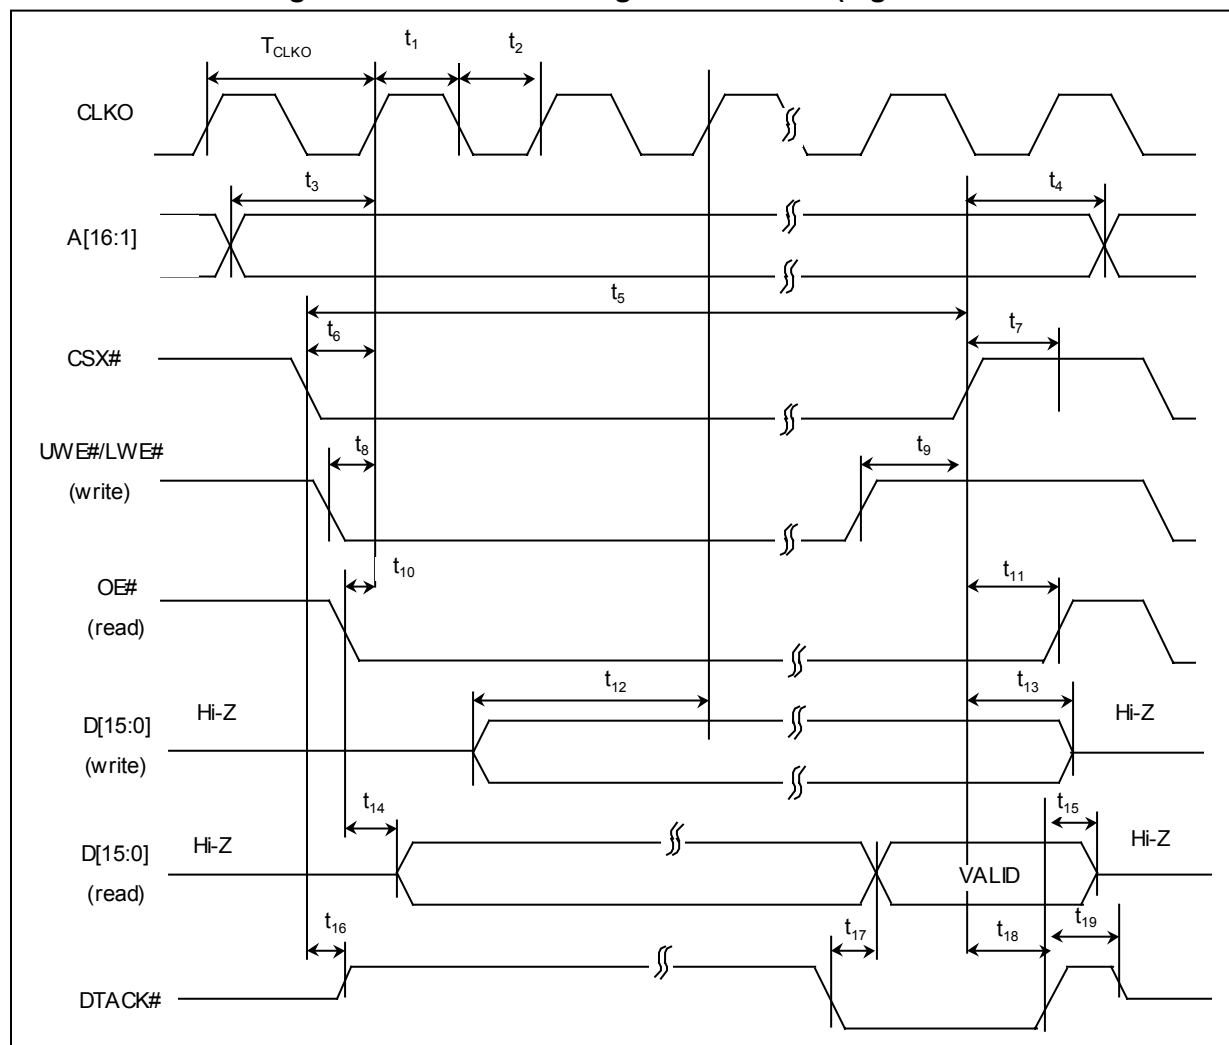 T_CLKO t1 t2
CLKO
t3 t4
A[16:1]
t5
t6 t7
CSX#
UWE#/LWE# t8 t9
(write)
t10 t11
OE#
(read)
t12 t13
Hi-Z Hi-Z
D[15:0]
(write)
t14 t15
Hi-Z Hi-Z
D[15:0]
VALID
(read)
t16 t17 t18 t19
DTACK#